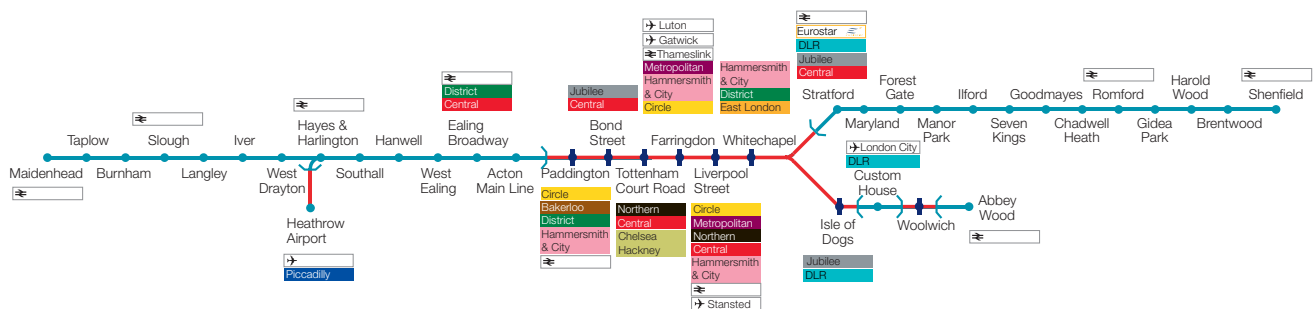 Luton
Gatwick
Thameslink
Metropolitan
Hammersmith
& City
Circle
Hammersmith
& City
District
East London
Eurostar
DLR
Jubilee
Central
District
Central
Jubilee
Central
Taplow
Slough
Iver
Hayes &
Harlington
Hanwell
Ealing
Broadway
Bond
Street
Farringdon
Whitechapel
Stratford
Forest
Gate
Ilford
Goodmayes
Romford
Harold
Wood
Shenfield
Maryland
Manor
Park
Seven
Kings
Chadwell
Heath
Gidea
Park
Brentwood
Maidenhead
Burnham
Langley
West
Drayton
Southall
West
Ealing
Acton
Main Line
Paddington
Tottenham
Court Road
Liverpool
Street
London City
DLR
Custom
House
Isle of
Dogs
Woolwich
Abbey
Wood
Heathrow
Airport
Piccadilly
Circle
Bakerloo
District
Hammersmith
& City
Northern
Central
Chelsea
Hackney
Circle
Metropolitan
Northern
Central
Hammersmith
& City
Stansted
Jubilee
DLR